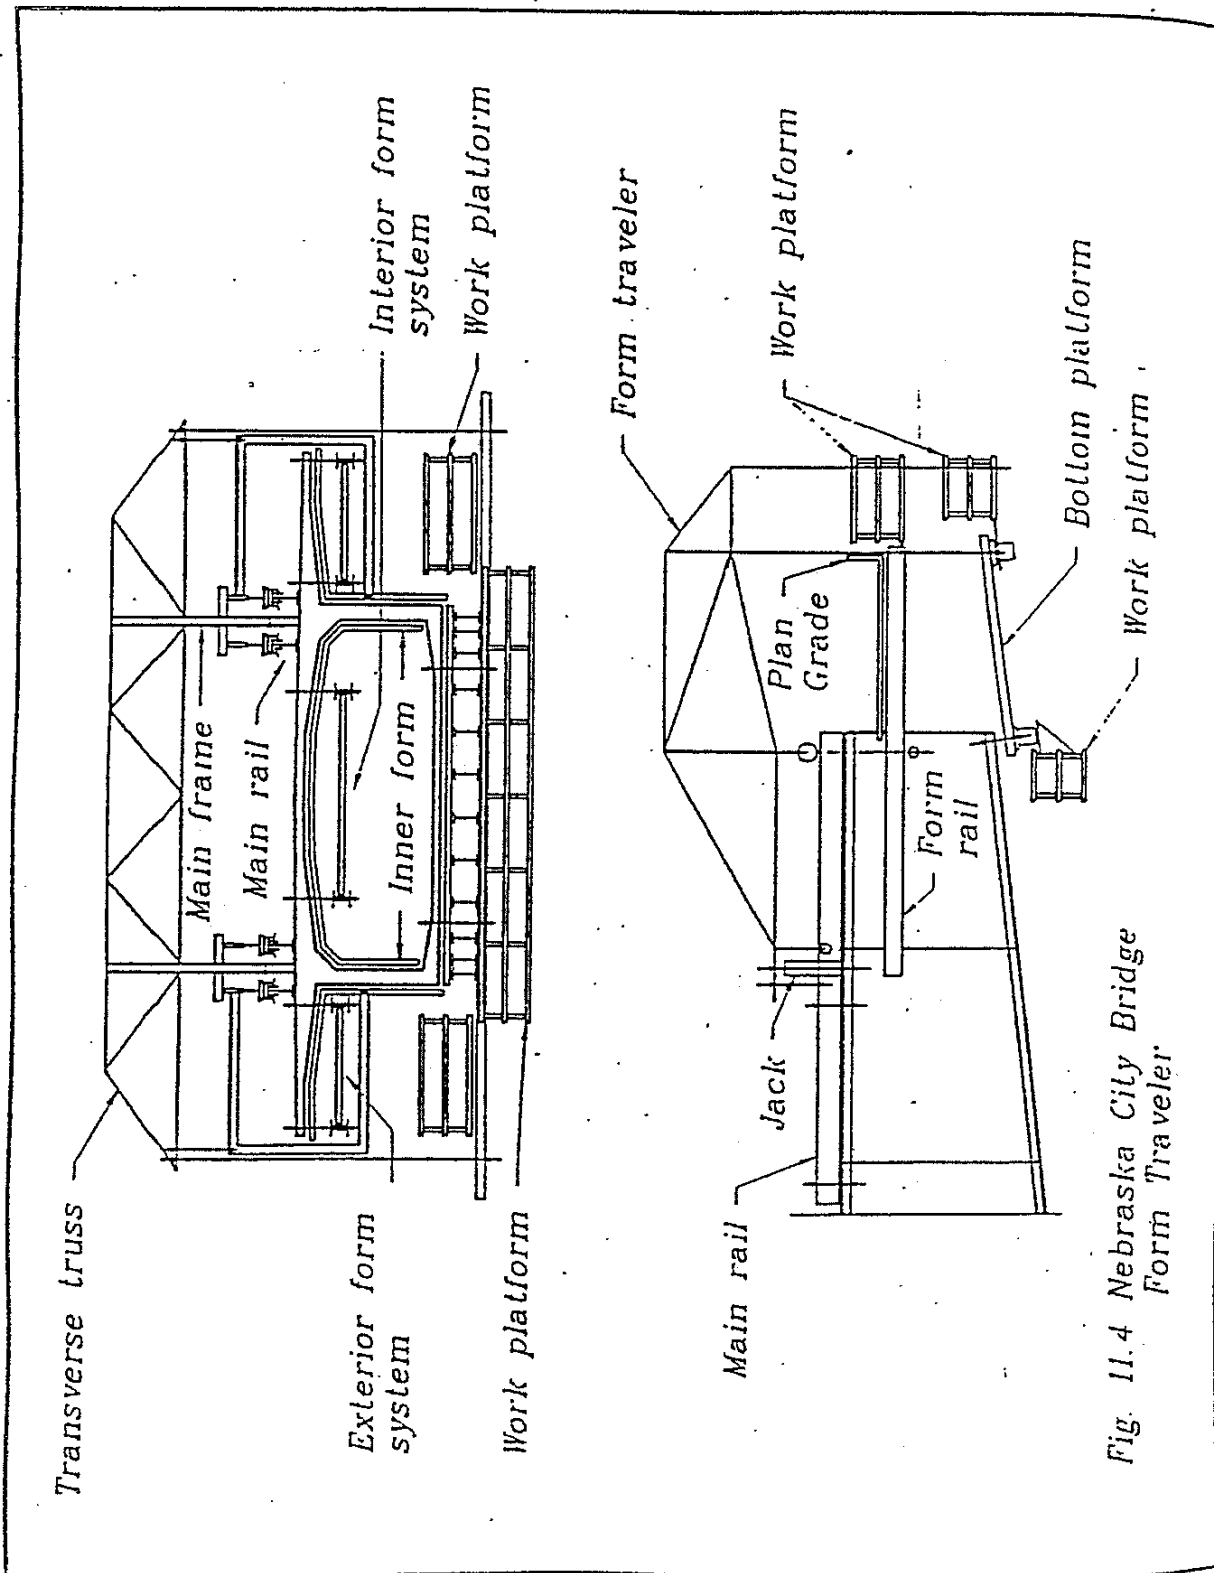 Transverse truss
Main frame
Main rail
Inner form
Interior form
system
Work platform
Exterior form
system
Work platform
Form traveler
Work platform
Plan
Grade
Bottom platform
Work platform
Form
rail
Jack
Main rail
Fig. 11.4 Nebraska City Bridge
Form Traveler